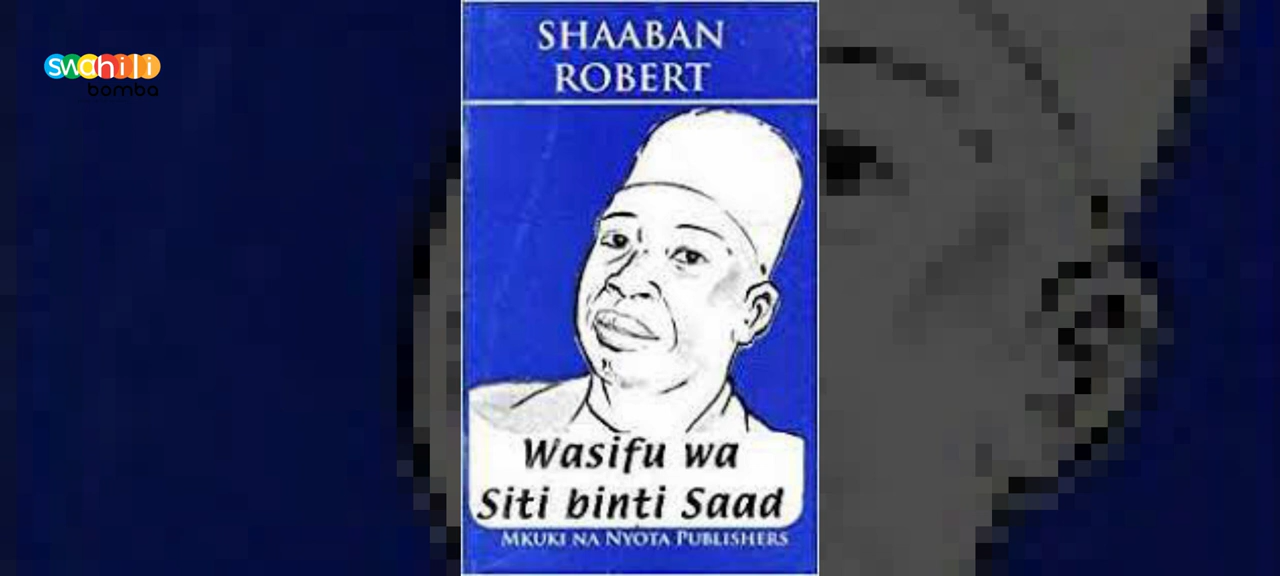 swahili
bomba
SHAABAN
ROBERT
Wasifu wa
Siti binti Saad
MKUKI NA NYOTA PUBLISHERS